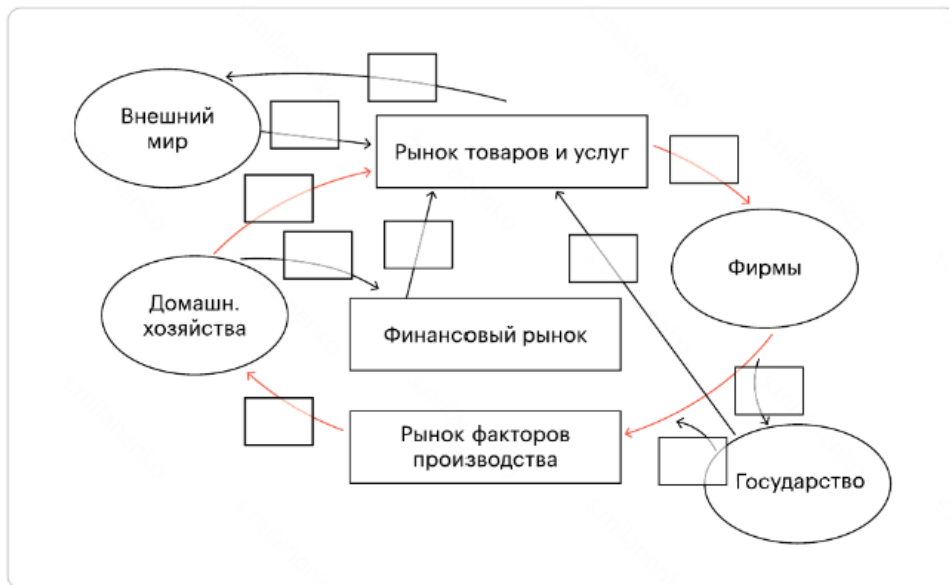 Внешний
мир
Рынок товаров и услуг
Фирмы
Домашн.
хозяйства
Финансовый рынок
Рынок факторов
производства
Государство